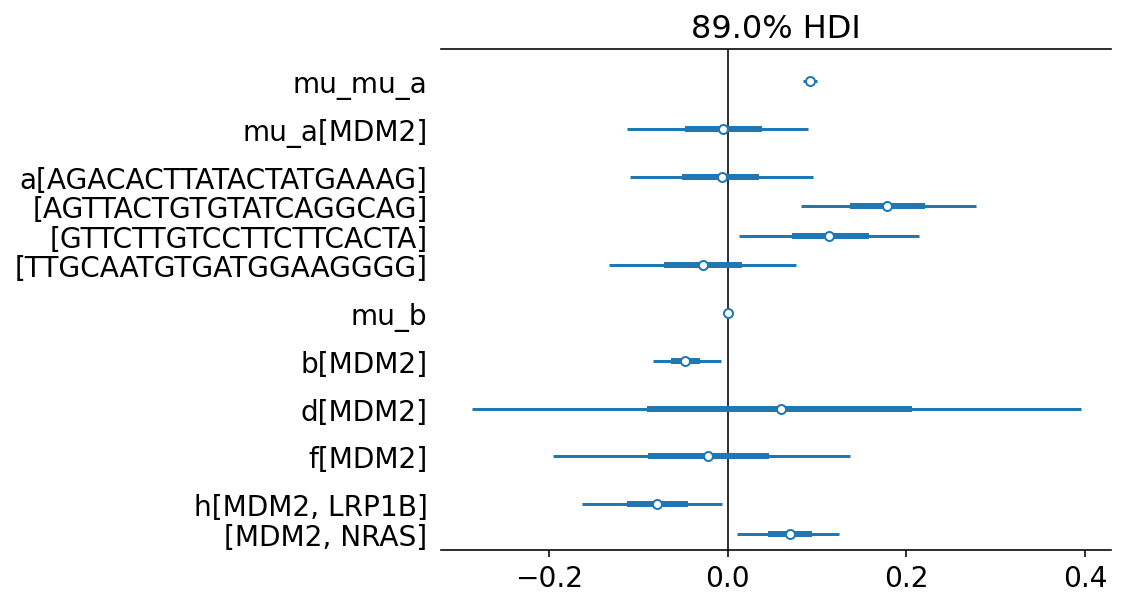 89.0% HDI
mu_mu_a
mu_a[MDM2]
a[AGACACTTATACTATGAAAG]
[AGTTACTGTGTATCAGGCAG]
[GTTCTTGTCCTTCTTCACTA]
[TTGCAATGTGATGGAAGGGG]
mu_b
b[MDM2]
d[MDM2]
f[MDM2]
h[MDM2, LRP1B]
[MDM2, NRAS]
−0.2 0.0 0.2 0.4